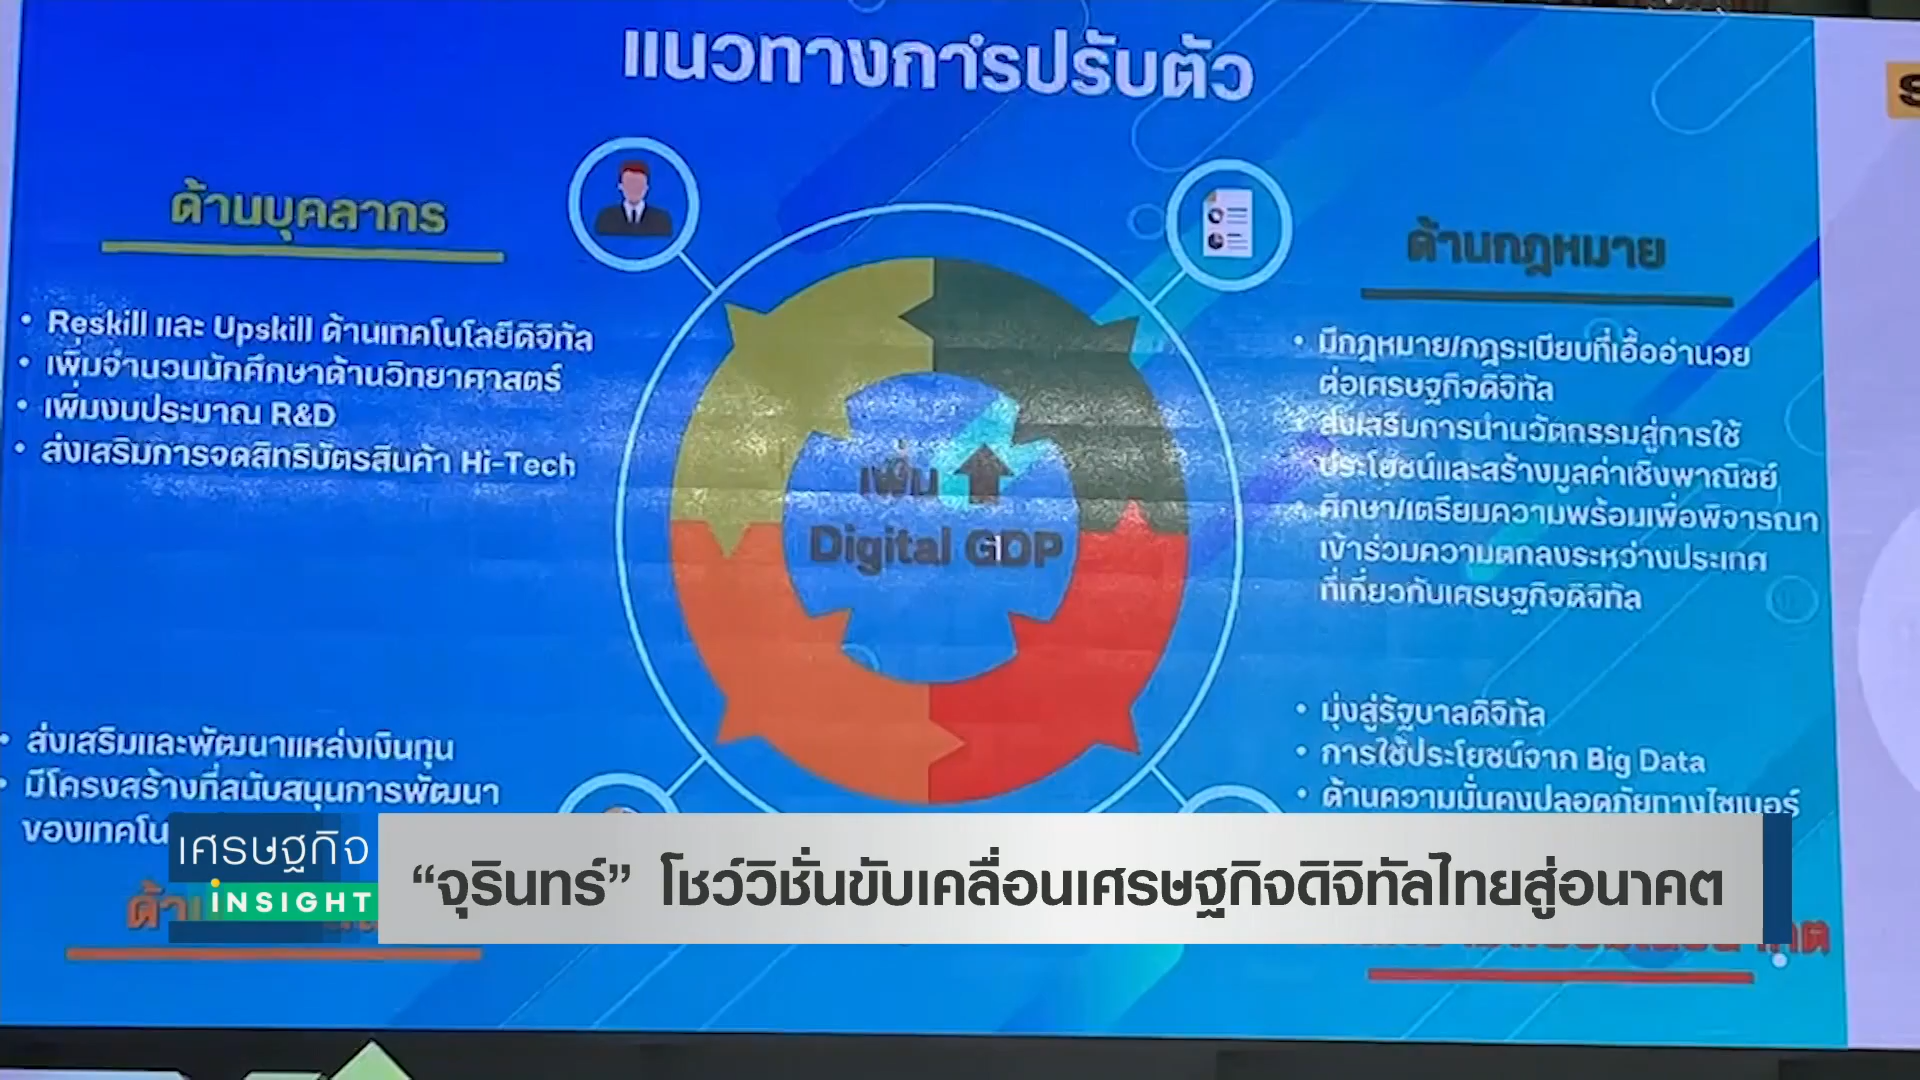 แนวทางการปรับตัว
ด้านบุคลากร
• Reskill และ Upskill ด้านเทคโนโลยีดิจิทัล
• เพิ่มจำนวนนักศึกษาด้านวิทยาศาสตร์
• เพิ่มงบประมาณ R&D
• ส่งเสริมการจดสิทธิบัตรสินค้า Hi-Tech
ด้านกฎหมาย
• มีกฎหมาย/กฎระเบียบที่เอื้ออำนวย
ต่อเศรษฐกิจดิจิทัล
• ส่งเสริมการนำนวัตกรรมสู่การใช้
ประโยชน์และสร้างมูลค่าเชิงพาณิชย์
• ศึกษา/เตรียมความพร้อมเพื่อพิจารณา
เข้าร่วมความตกลงระหว่างประเทศ
ที่เกี่ยวกับเศรษฐกิจดิจิทัล
เพิ่ม
Digital GDP
• ส่งเสริมและพัฒนาแหล่งเงินทุน
• มีโครงสร้างที่สนับสนุนการพัฒนา
ของเทคโน
• มุ่งสู่รัฐบาลดิจิทัล
• การใช้ประโยชน์จาก Big Data
• ด้านความมั่นคงปลอดภัยทางไซเบอร์
เศรษฐกิจ
INSIGHT
“จุรินทร์” โชว์วิชั่นขับเคลื่อนเศรษฐกิจดิจิทัลไทยสู่อนาคต